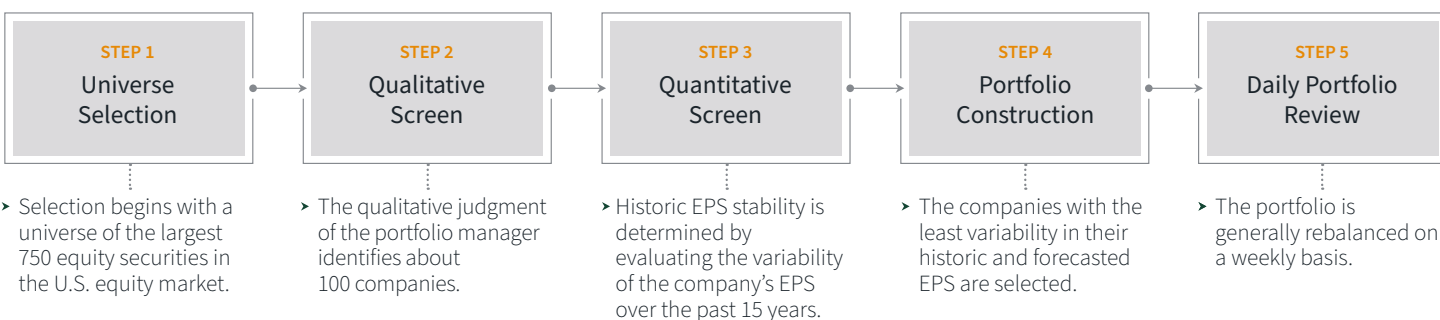 STEP 1
Universe
Selection
STEP 2
Qualitative
Screen
STEP 3
Quantitative
Screen
STEP 4
Portfolio
Construction
STEP 5
Daily Portfolio
Review
Selection begins with a
universe of the largest
750 equity securities in
the U.S. equity market.
The qualitative judgment
of the portfolio manager
identifies about
100 companies.
Historic EPS stability is
determined by
evaluating the variability
of the company’s EPS
over the past 15 years.
The companies with the
least variability in their
historic and forecasted
EPS are selected.
The portfolio is
generally rebalanced on
a weekly basis.